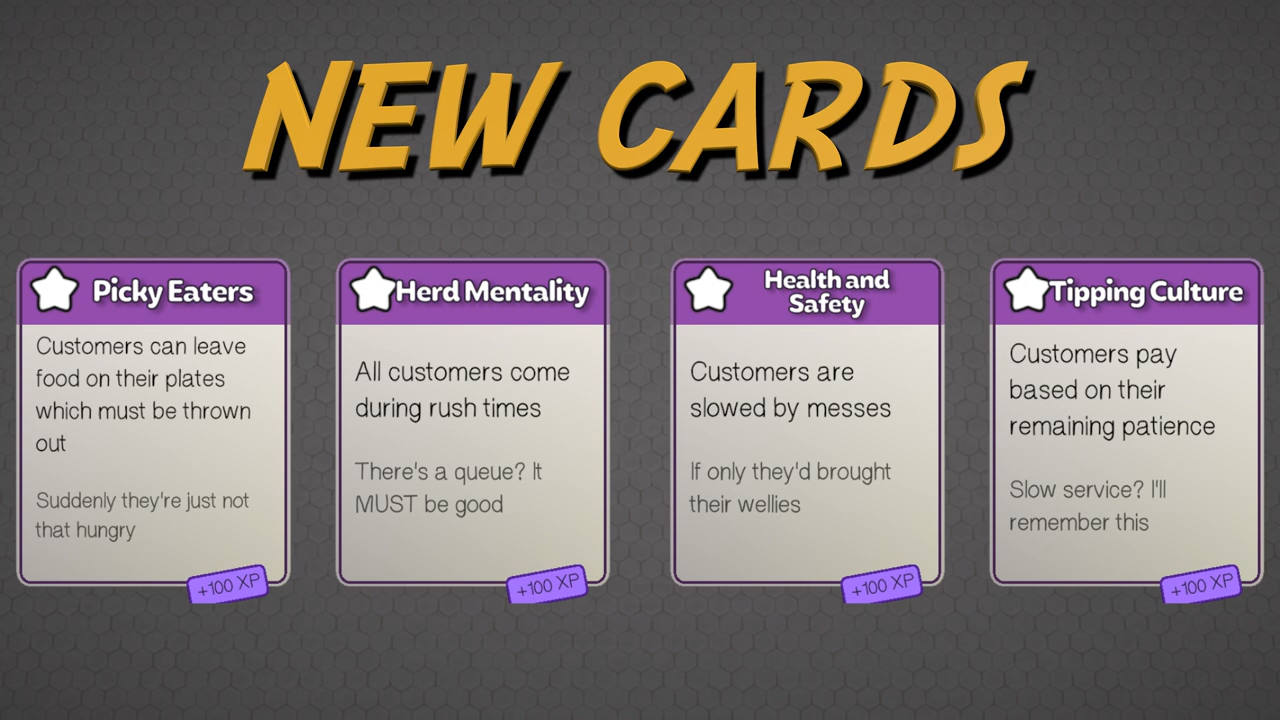 NEW CARDS
Picky Eaters
Customers can leave
food on their plates
which must be thrown
out
Suddenly they're just not
that hungry
+100 XP
Herd Mentality
All customers come
during rush times
There's a queue? It
MUST be good
+100 XP
Health and
Safety
Customers are
slowed by messes
If only they'd brought
their wellies
+100 XP
Tipping Culture
Customers pay
based on their
remaining patience
Slow service? I'll
remember this
+100 XP